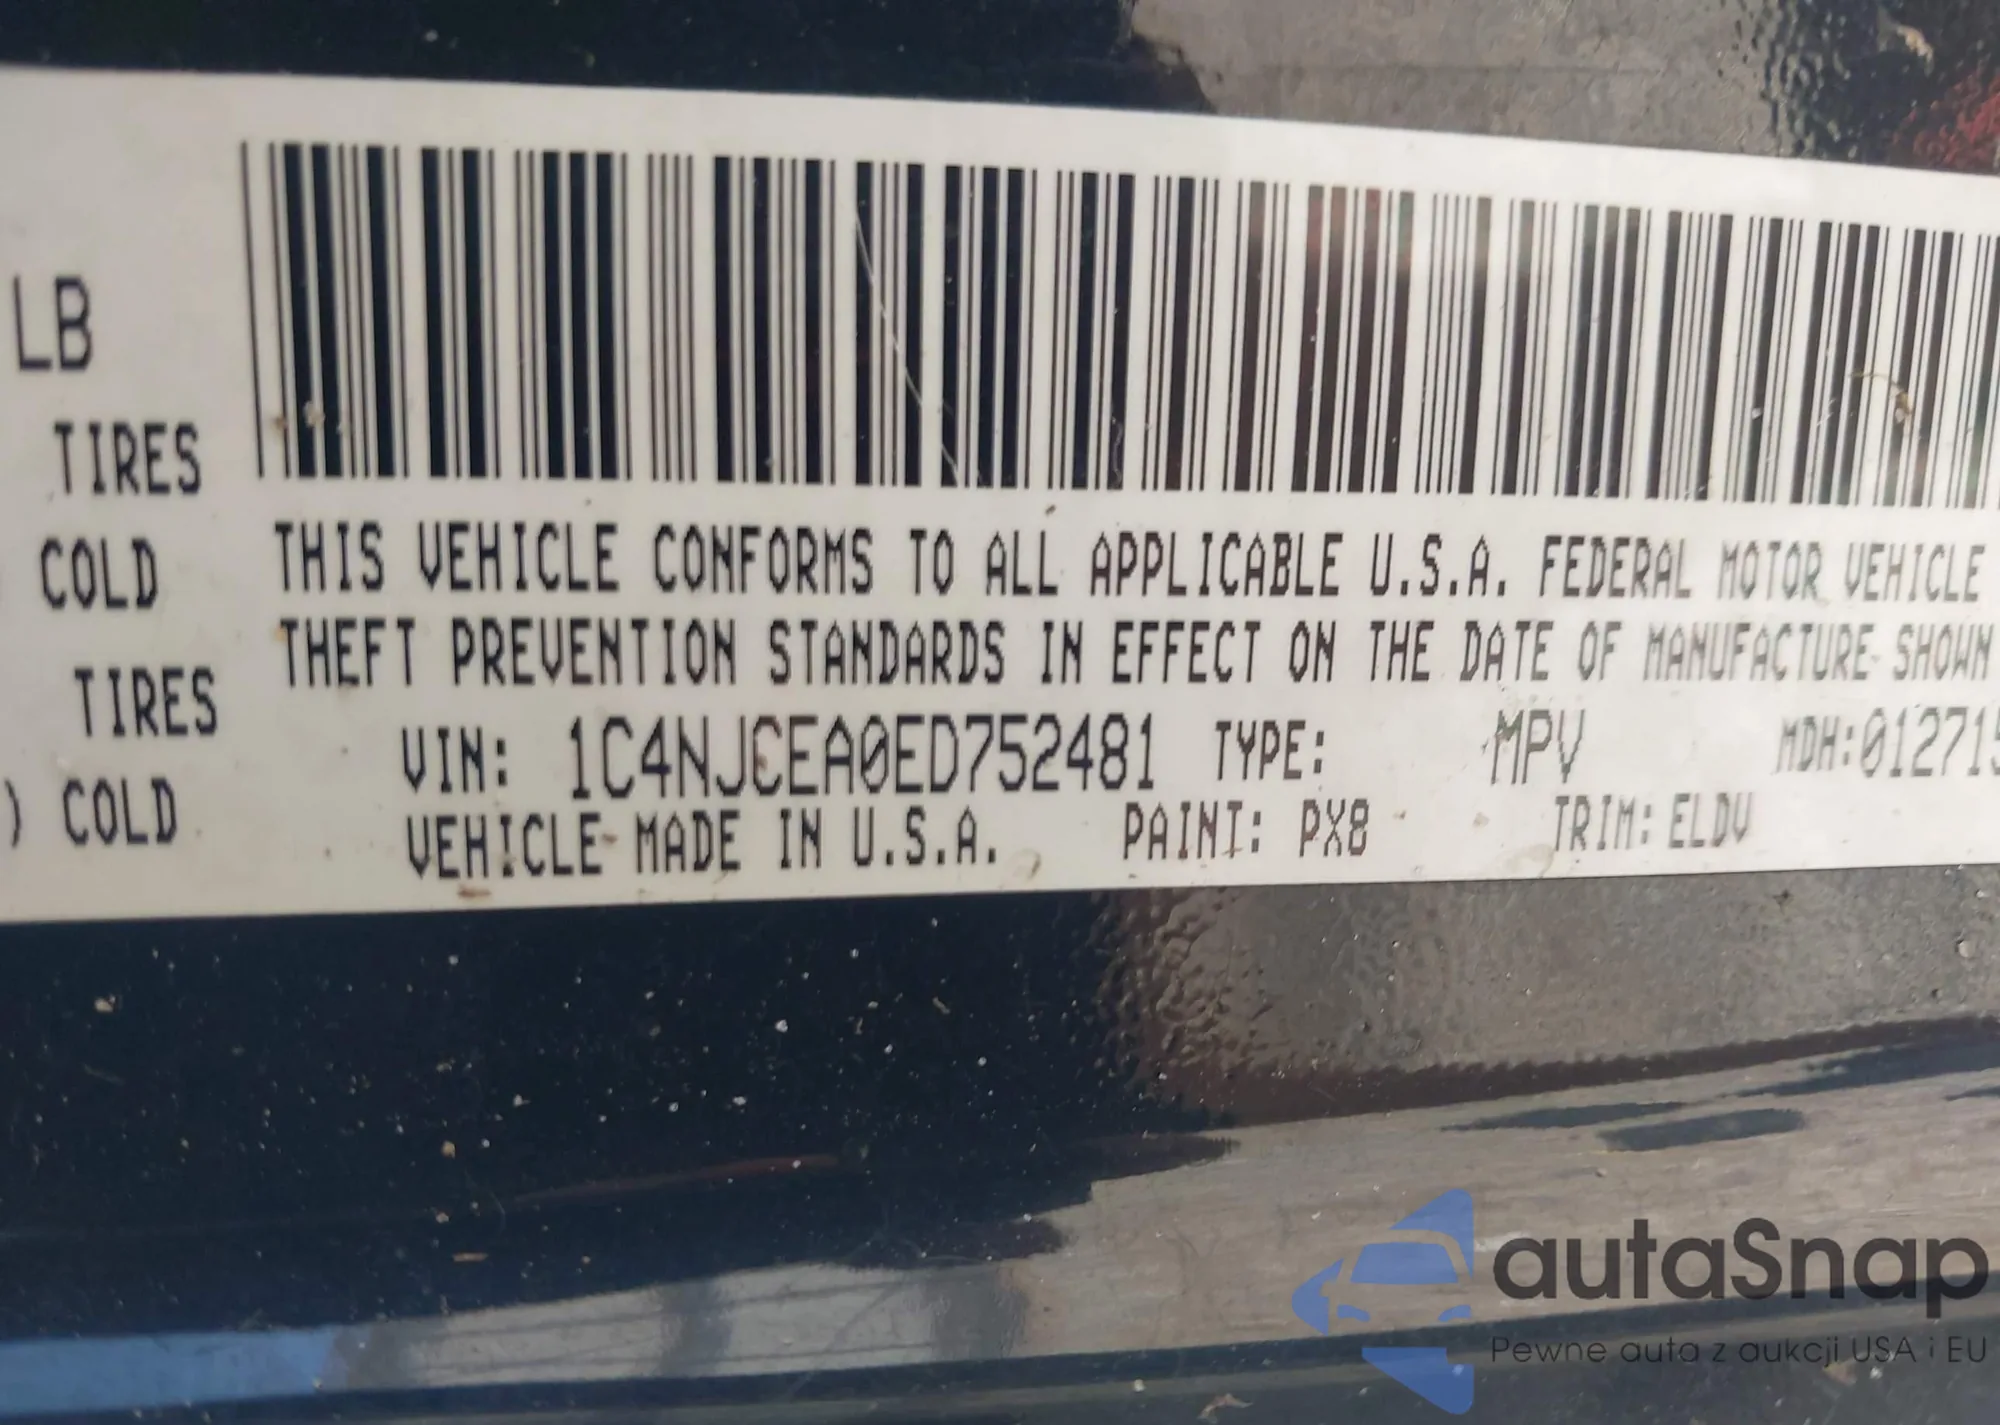 LB
TIRES
COLD
TIRES
) COLD
THIS VEHICLE CONFORMS TO ALL APPLICABLE U.S.A. FEDERAL MOTOR VEHICLE
THEFT PREVENTION STANDARDS IN EFFECT ON THE DATE OF MANUFACTURE SHOWN
VIN: 1C4NJCEA0ED752481 TYPE: MPV MDH:012715
VEHICLE MADE IN U.S.A. PAINT: PX8 TRIM: ELDV
autaSnap
Pewne auta z aukcji USA i EU